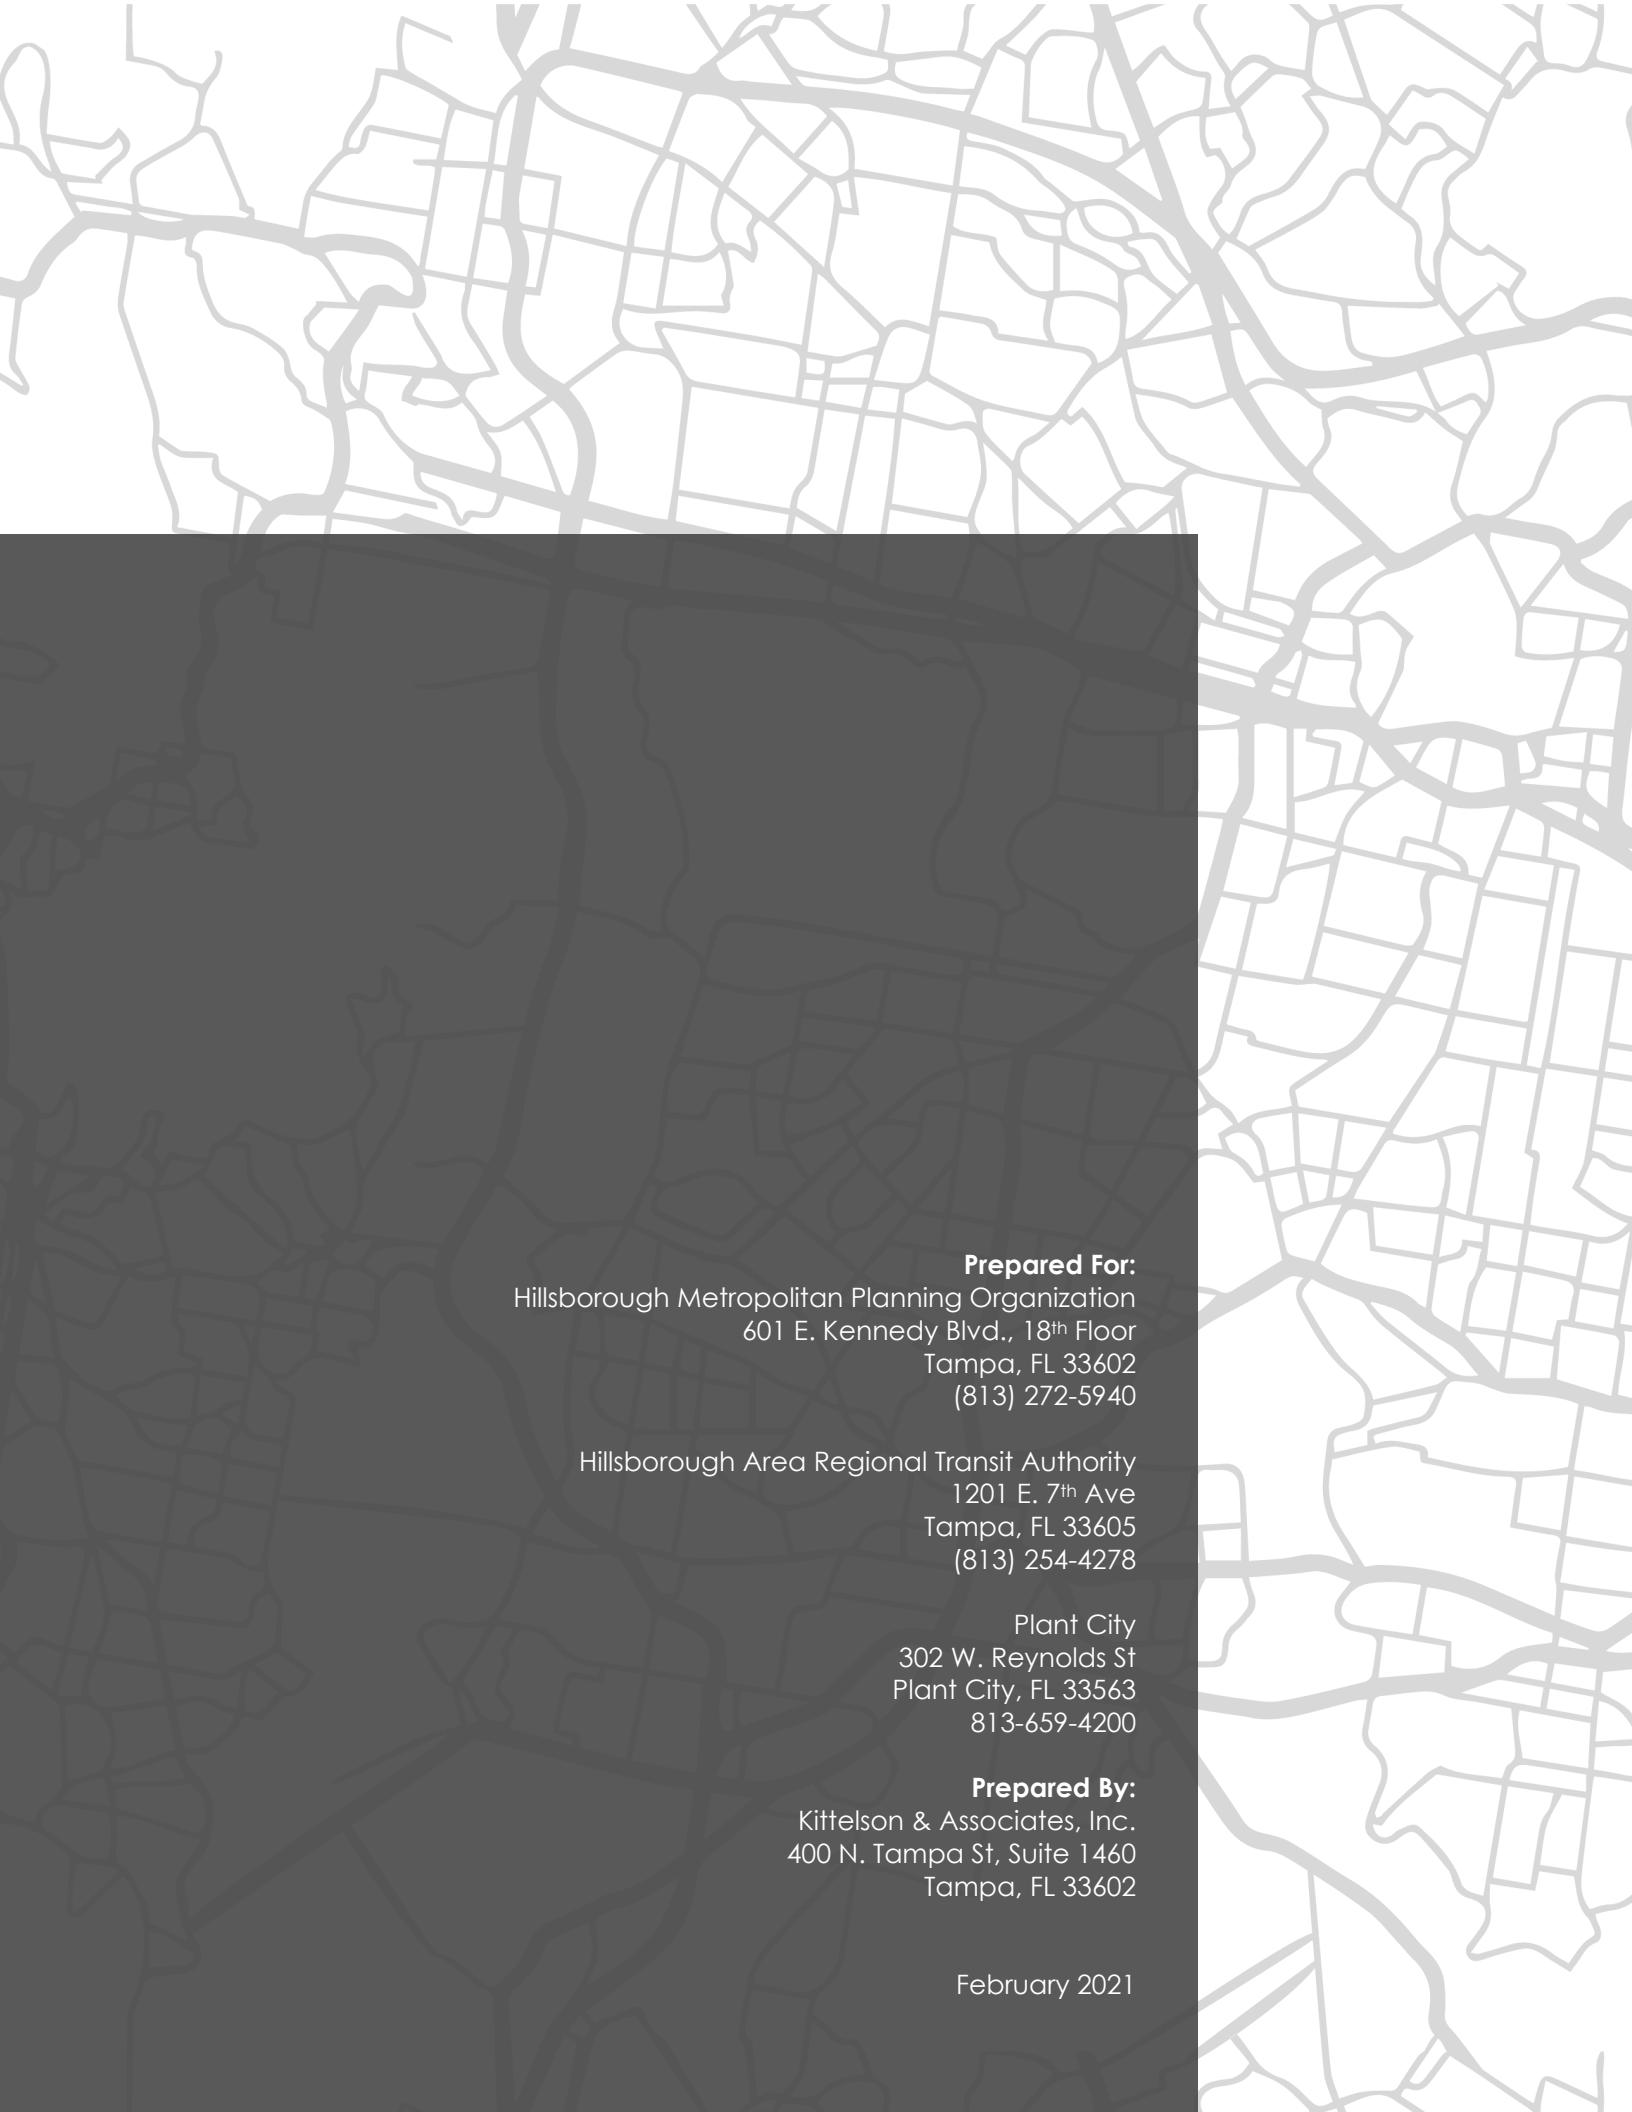 Prepared For:
Hillsborough Metropolitan Planning Organization
601 E. Kennedy Blvd., 18th Floor
Tampa, FL 33602
(813) 272-5940
Hillsborough Area Regional Transit Authority
1201 E. 7th Ave
Tampa, FL 33605
(813) 254-4278
Plant City
302 W. Reynolds St
Plant City, FL 33563
813-659-4200
Prepared By:
Kittelson & Associates, Inc.
400 N. Tampa St, Suite 1460
Tampa, FL 33602
February 2021